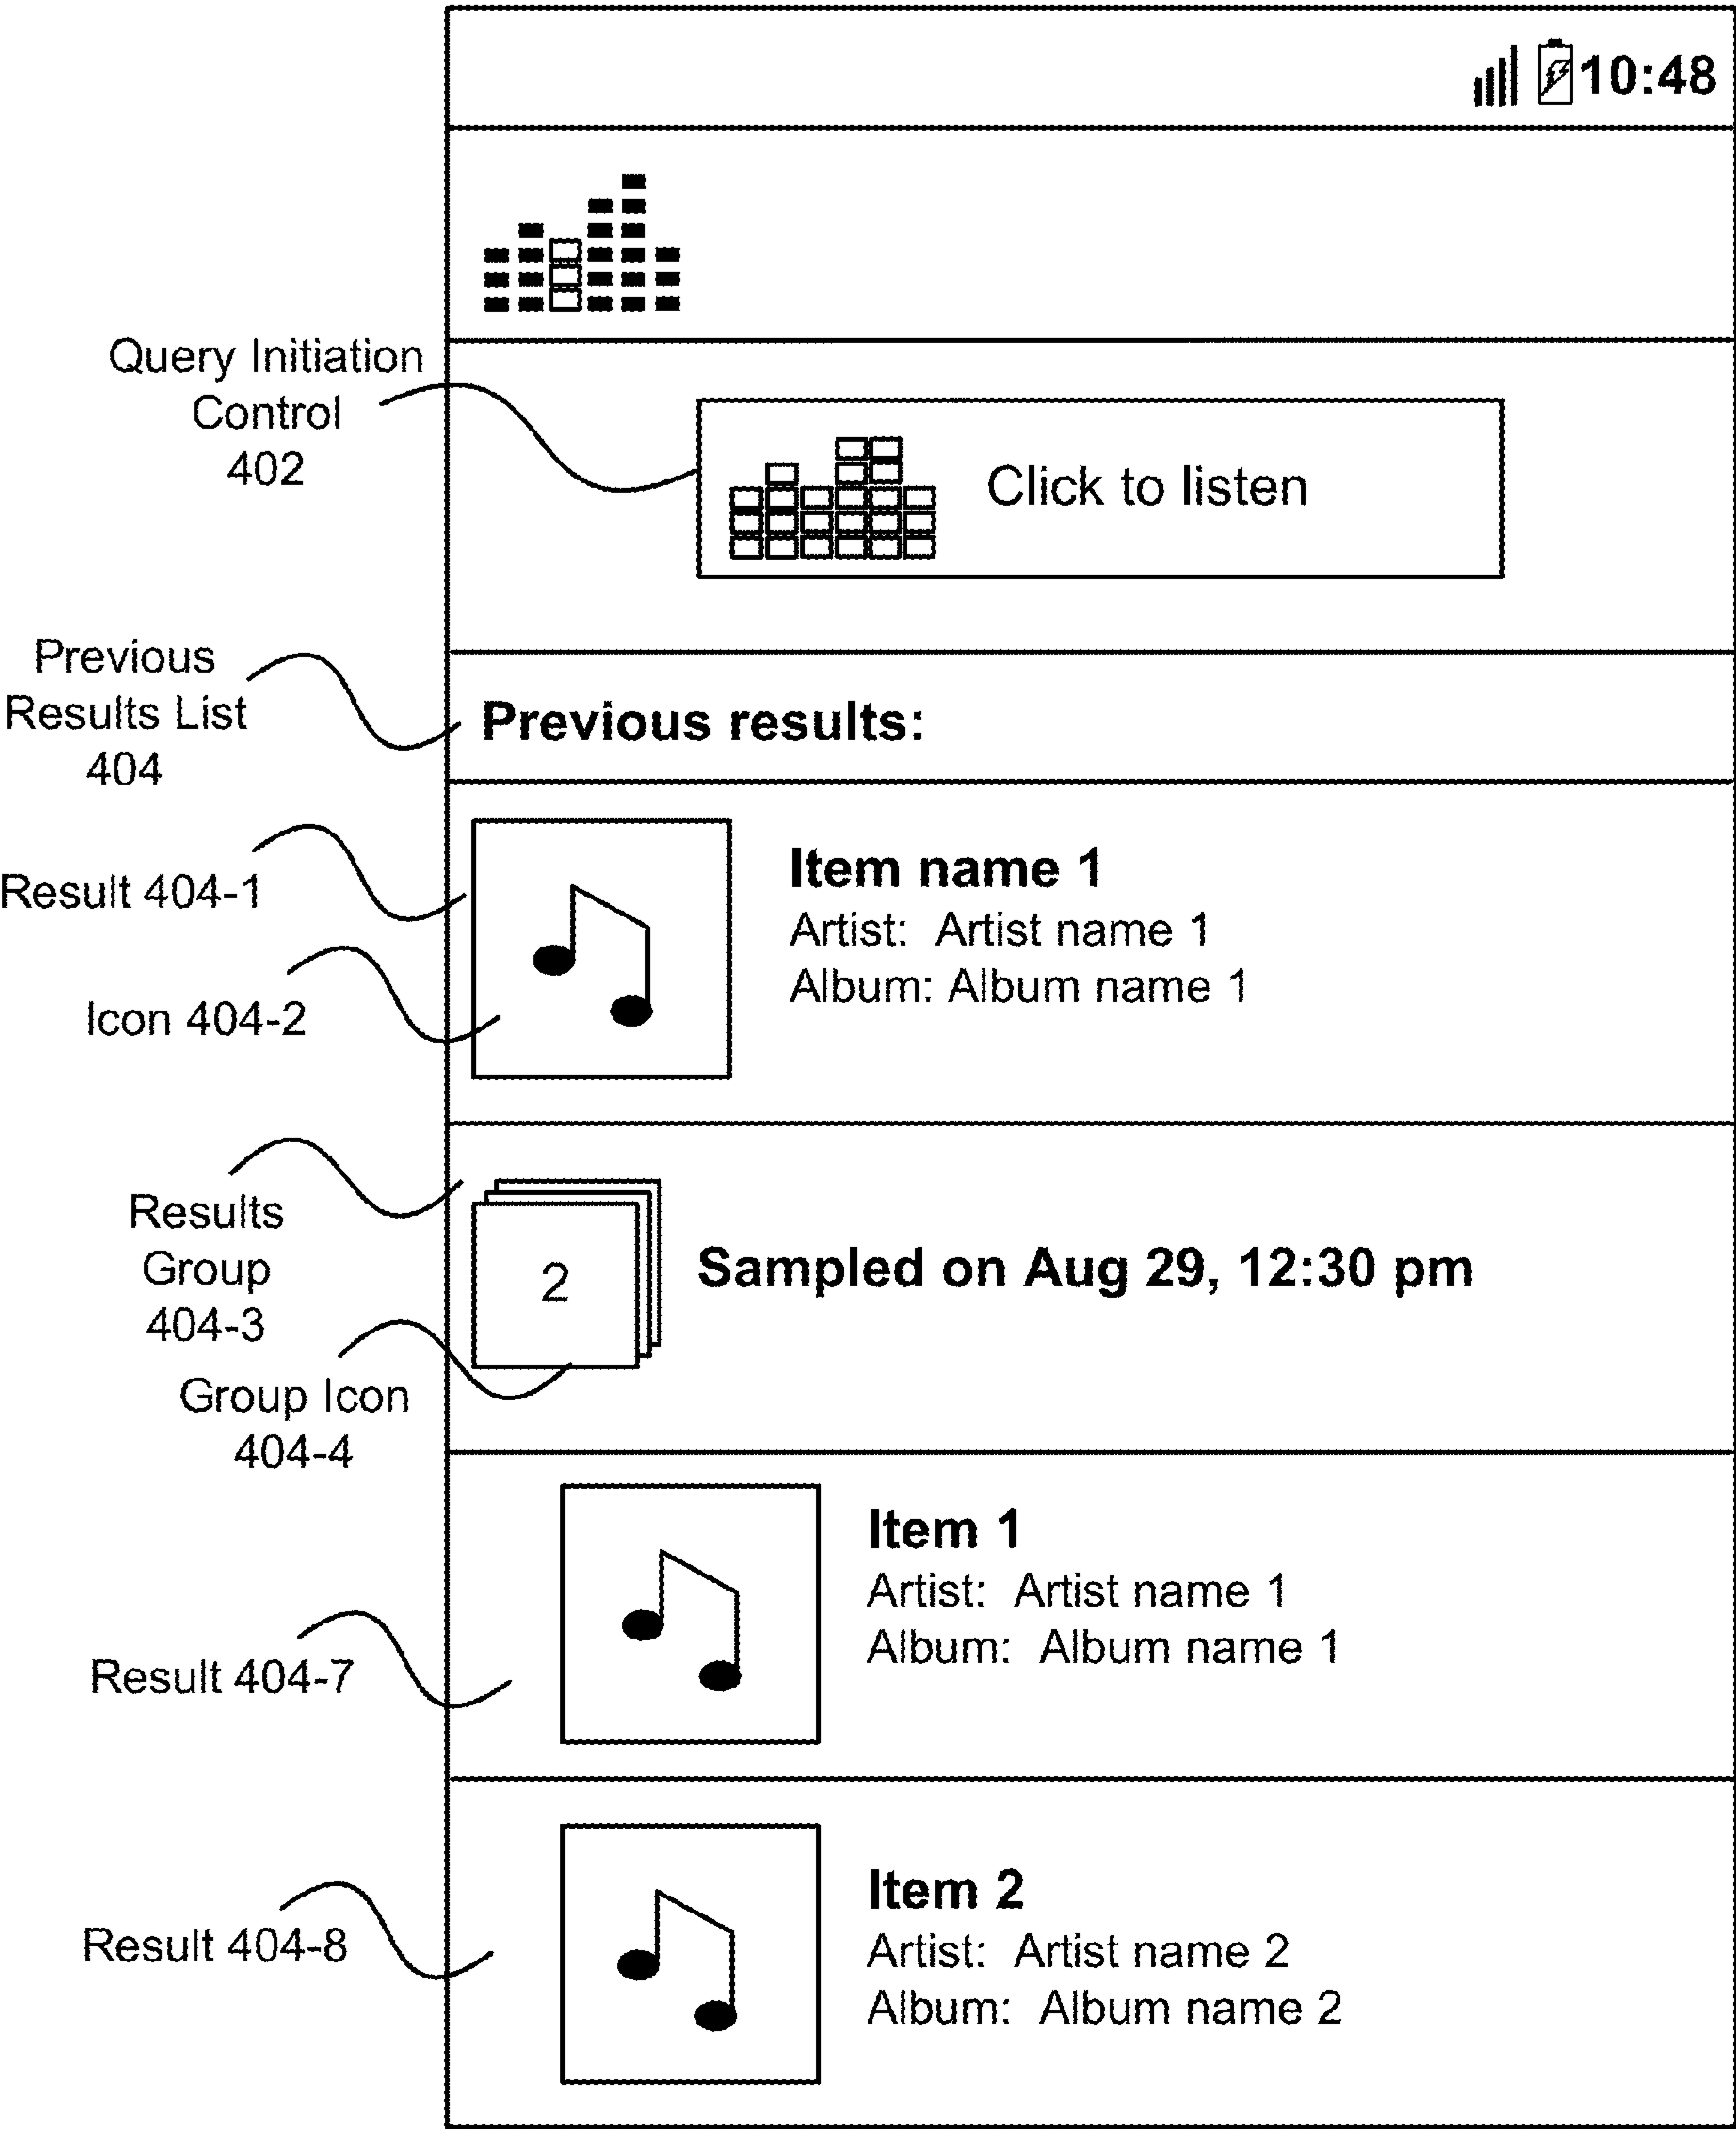 10:48
Query Initiation
Control
402
Click to listen
Previous
Results List
404
Previous results:
Result 404-1
Item name 1
Artist: Artist name 1
Album: Album name 1
Icon 404-2
Results
Group
404-3
2
Sampled on Aug 29, 12:30 pm
Group Icon
404-4
Item 1
Artist: Artist name 1
Album: Album name 1
Result 404-7
Item 2
Artist: Artist name 2
Album: Album name 2
Result 404-8